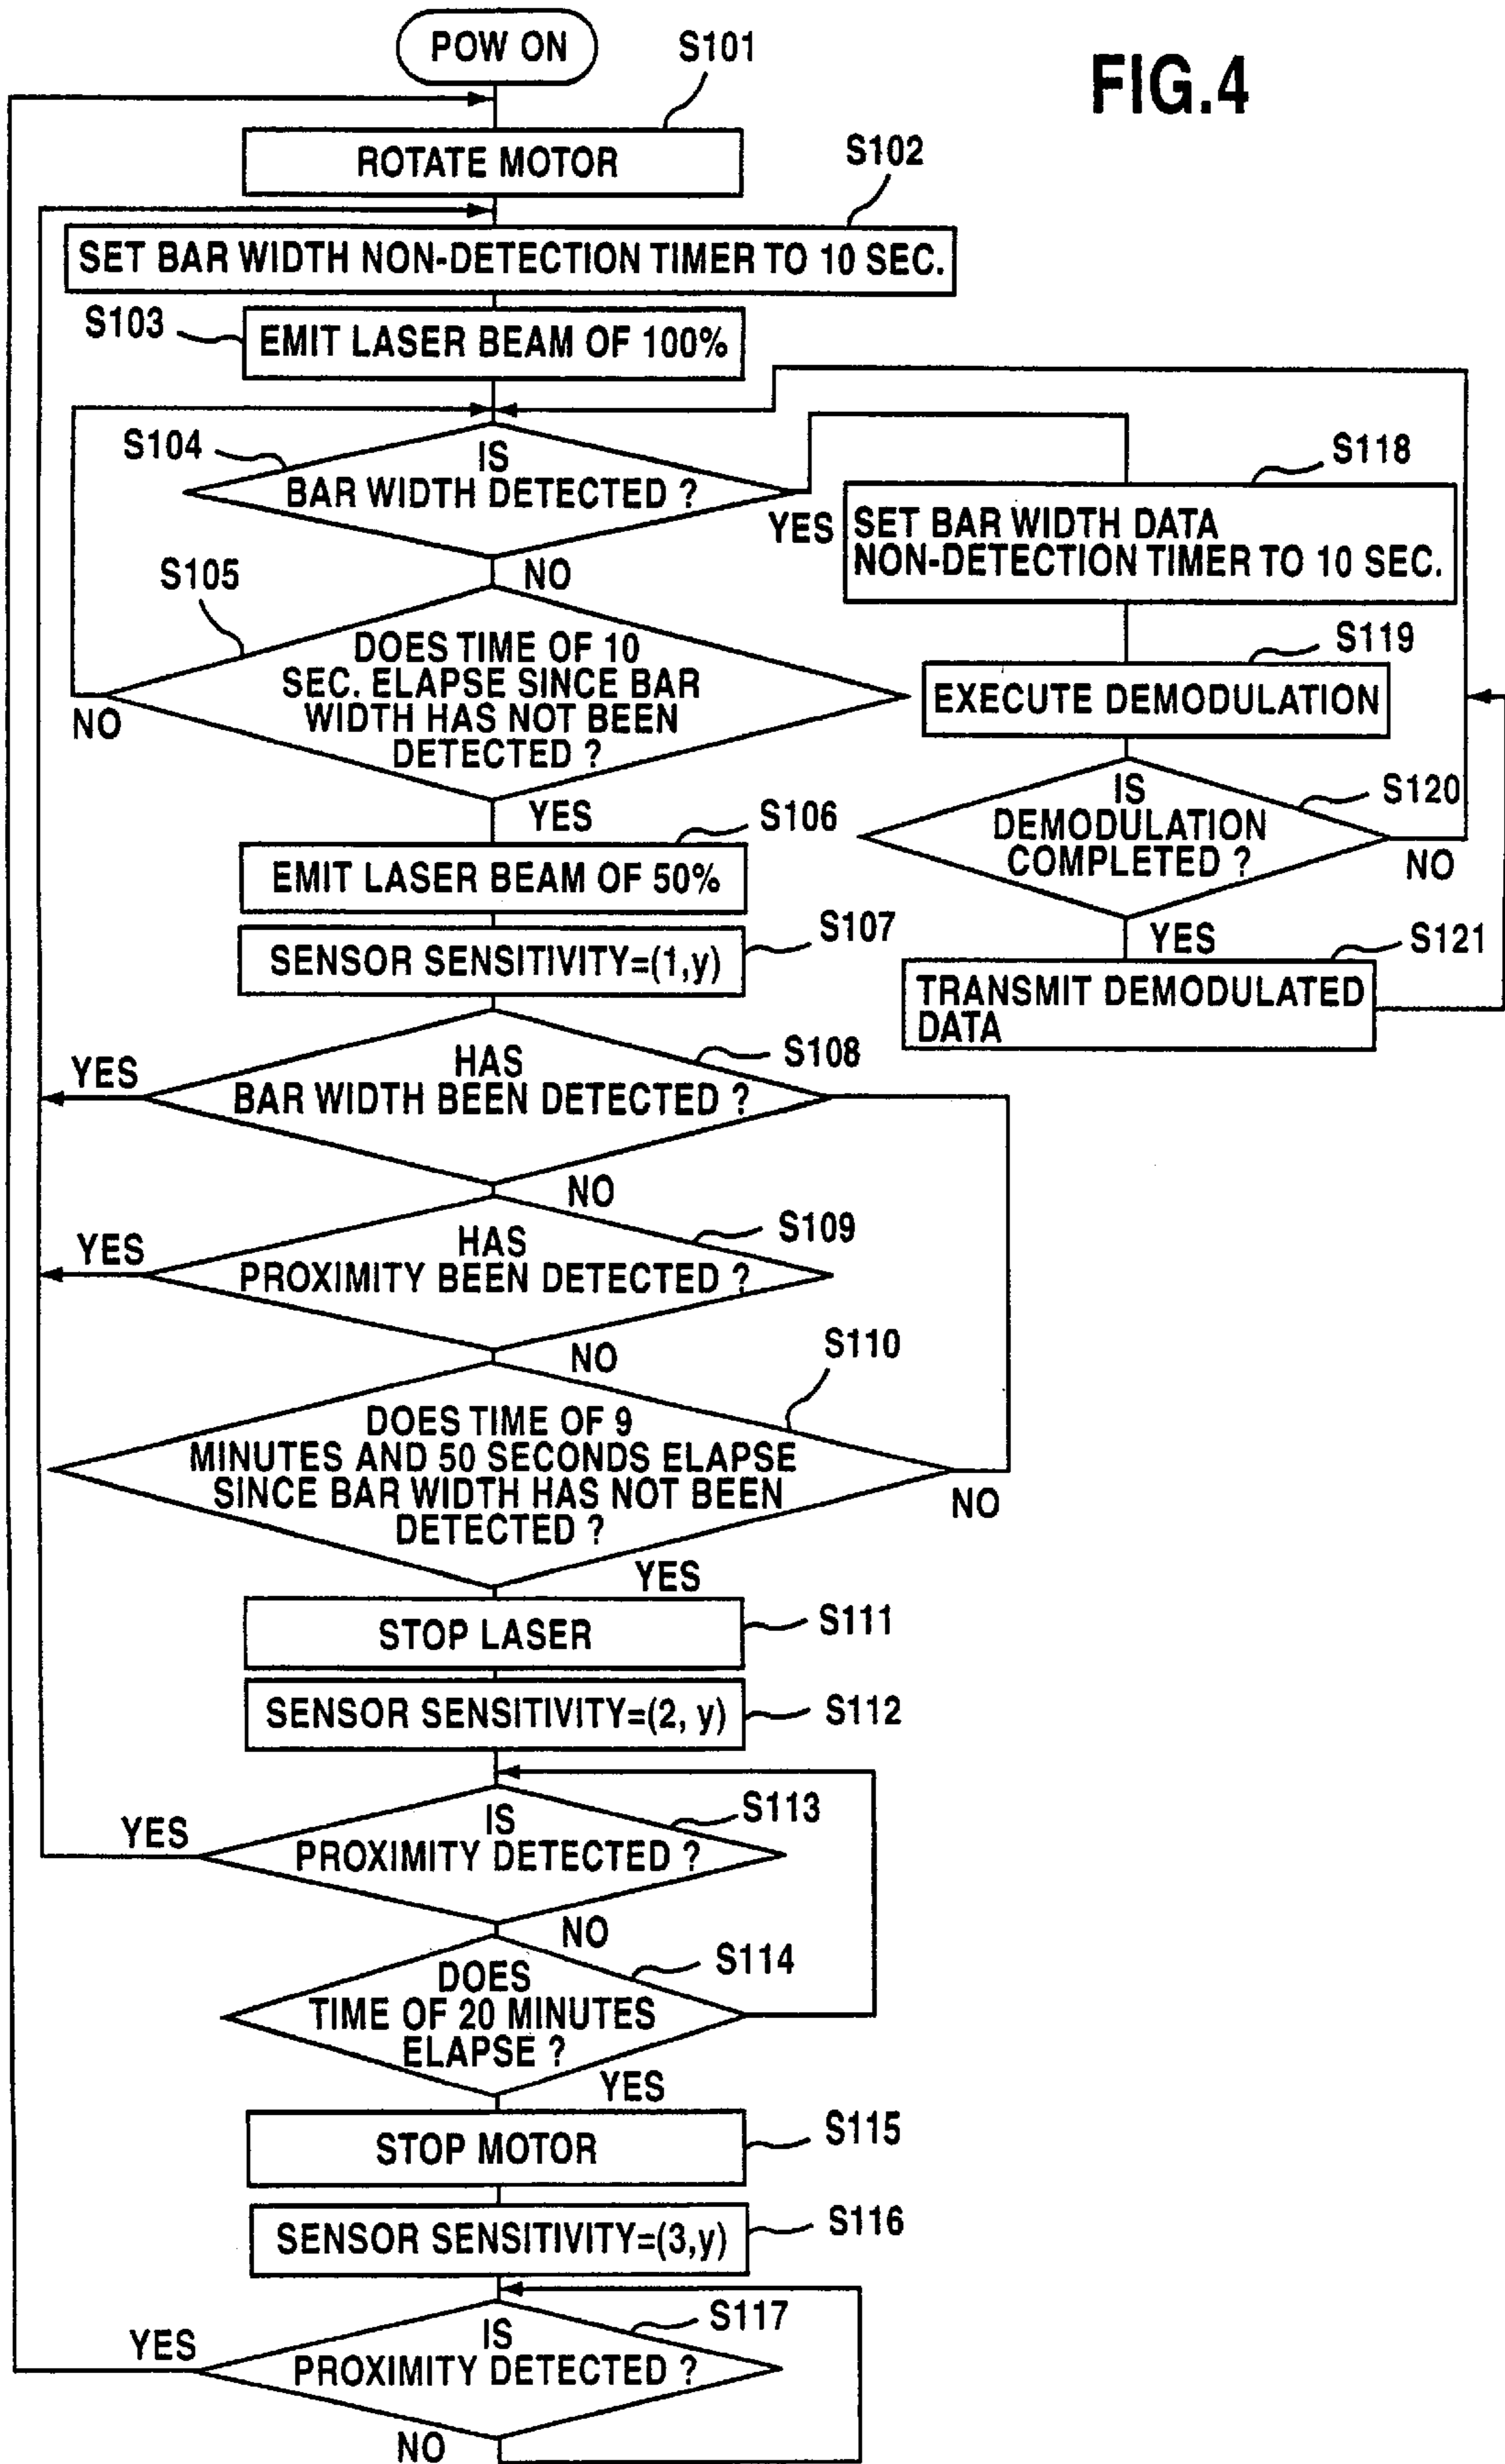 FIG.4
POW ON
S101
ROTATE MOTOR
S102
SET BAR WIDTH NON-DETECTION TIMER TO 10 SEC.
S103
EMIT LASER BEAM OF 100%
S104
IS
BAR WIDTH DETECTED ?
YES
NO
S118
SET BAR WIDTH DATA
NON-DETECTION TIMER TO 10 SEC.
S105
DOES TIME OF 10
SEC. ELAPSE SINCE BAR
WIDTH HAS NOT BEEN
DETECTED ?
NO
YES
S119
EXECUTE DEMODULATION
S120
IS
DEMODULATION
COMPLETED ?
NO
YES
S121
TRANSMIT DEMODULATED
DATA
S106
EMIT LASER BEAM OF 50%
S107
SENSOR SENSITIVITY=(1,y)
S108
HAS
BAR WIDTH BEEN DETECTED ?
YES
NO
S109
HAS
PROXIMITY BEEN DETECTED ?
YES
NO
S110
DOES TIME OF 9
MINUTES AND 50 SECONDS ELAPSE
SINCE BAR WIDTH HAS NOT BEEN
DETECTED ?
NO
YES
S111
STOP LASER
S112
SENSOR SENSITIVITY=(2, y)
S113
IS
PROXIMITY DETECTED ?
YES
NO
S114
DOES
TIME OF 20 MINUTES
ELAPSE ?
YES
S115
STOP MOTOR
S116
SENSOR SENSITIVITY=(3,y)
S117
IS
PROXIMITY DETECTED ?
YES
NO